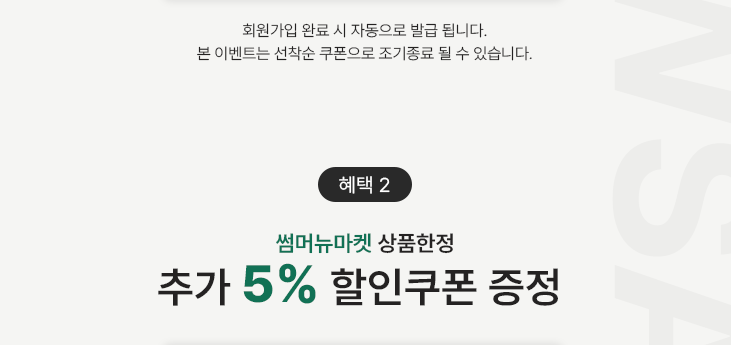 회원가입 완료 시 자동으로 발급 됩니다.
본 이벤트는 선착순 쿠폰으로 조기종료 될 수 있습니다.
혜택 2
썸머뉴마켓 상품한정
추가 5% 할인쿠폰 증정